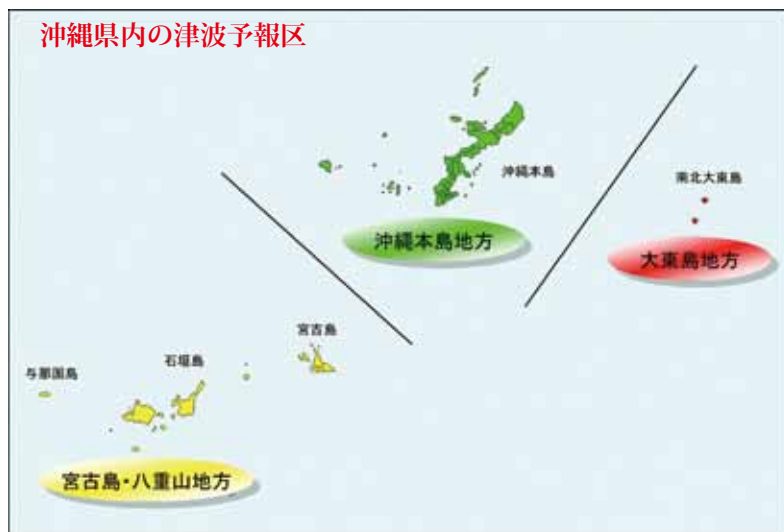 沖縄県内の津波予報区
沖縄本島
南北大東島
沖縄本島地方
大東島地方
宮古島
石垣島
与那国島
宮古島・八重山地方